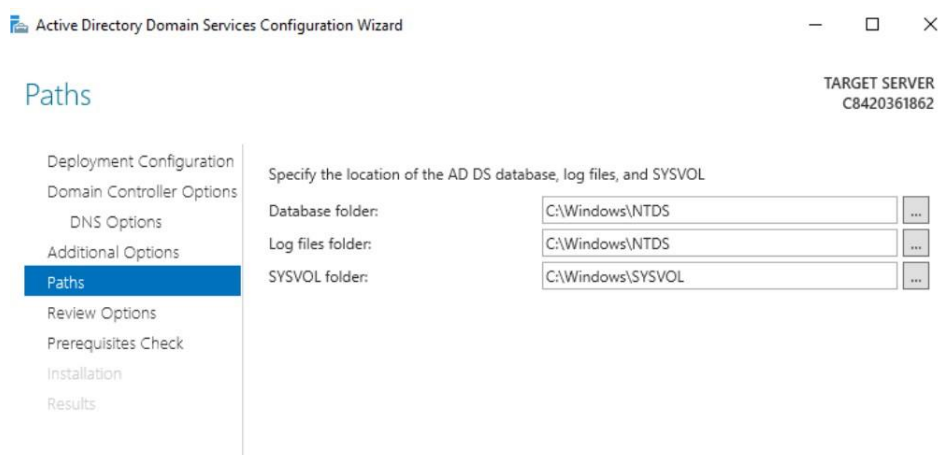 Active Directory Domain Services Configuration Wizard
Paths
TARGET SERVER
C8420361862
Deployment Configuration
Domain Controller Options
DNS Options
Additional Options
Paths
Review Options
Prerequisites Check
Installation
Results
Specify the location of the AD DS database, log files, and SYSVOL
Database folder: C:\Windows\NTDS ...
Log files folder: C:\Windows\NTDS ...
SYSVOL folder: C:\Windows\SYSVOL ...